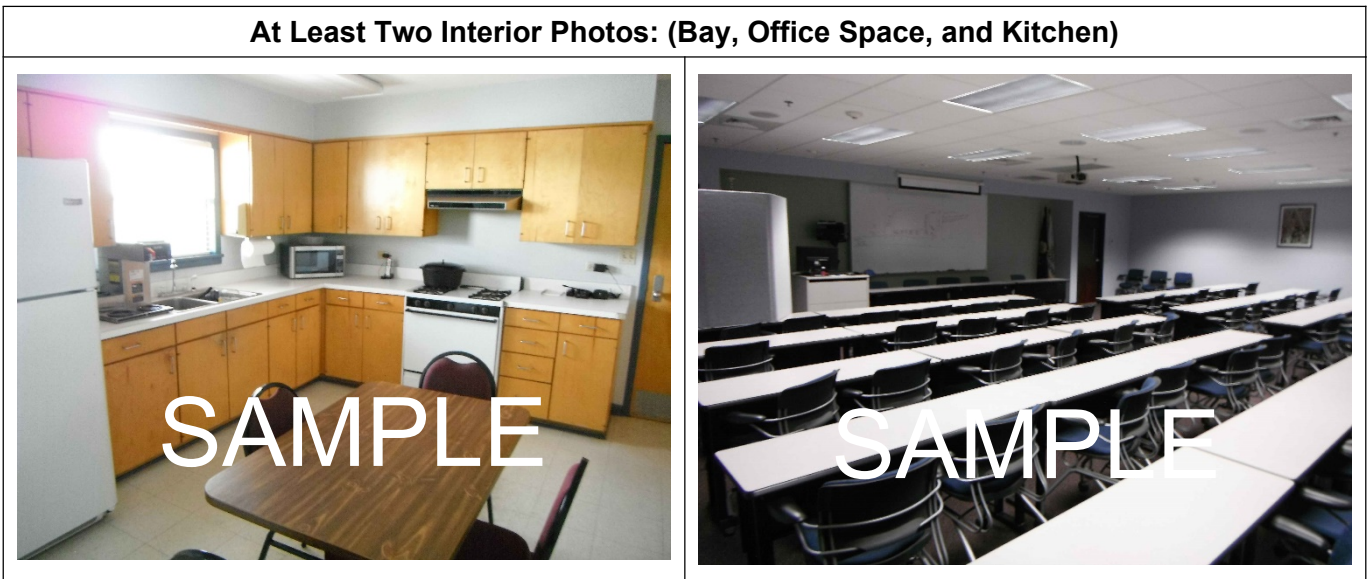 At Least Two Interior Photos: (Bay, Office Space, and Kitchen)
SAMPLE
SAMPLE